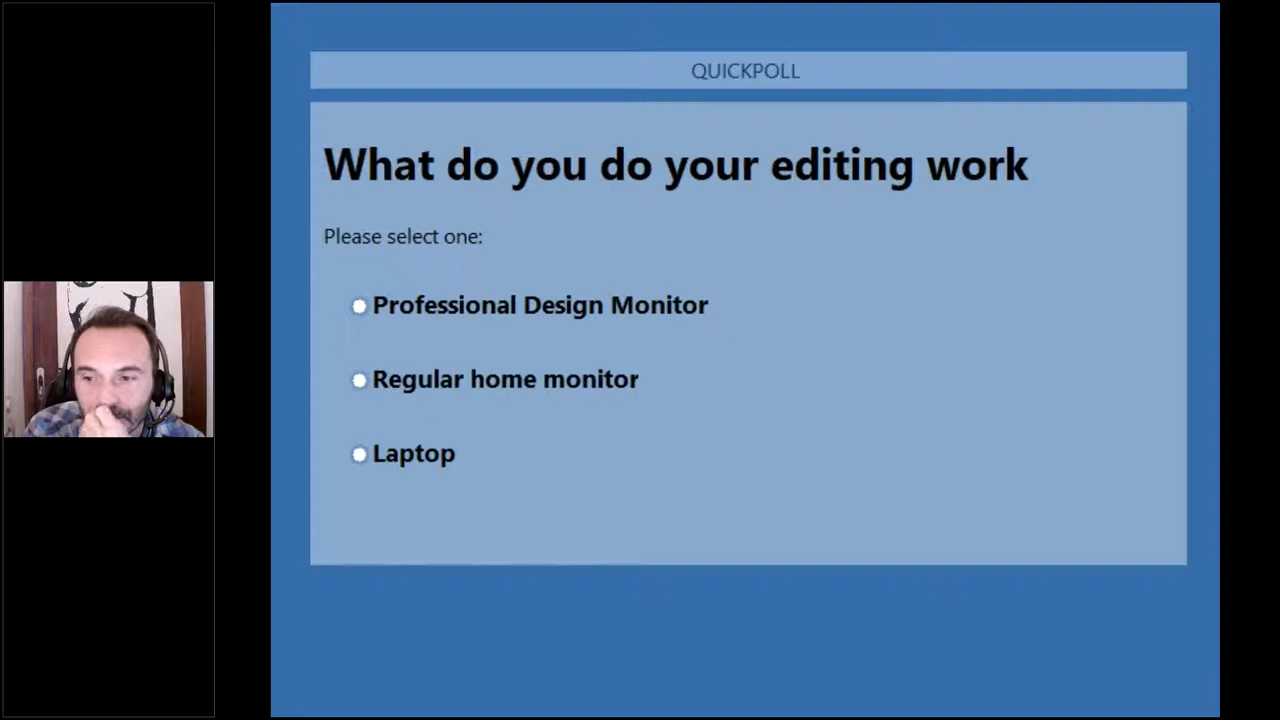 QUICKPOLL
What do you do your editing work
Please select one:
Professional Design Monitor
Regular home monitor
Laptop